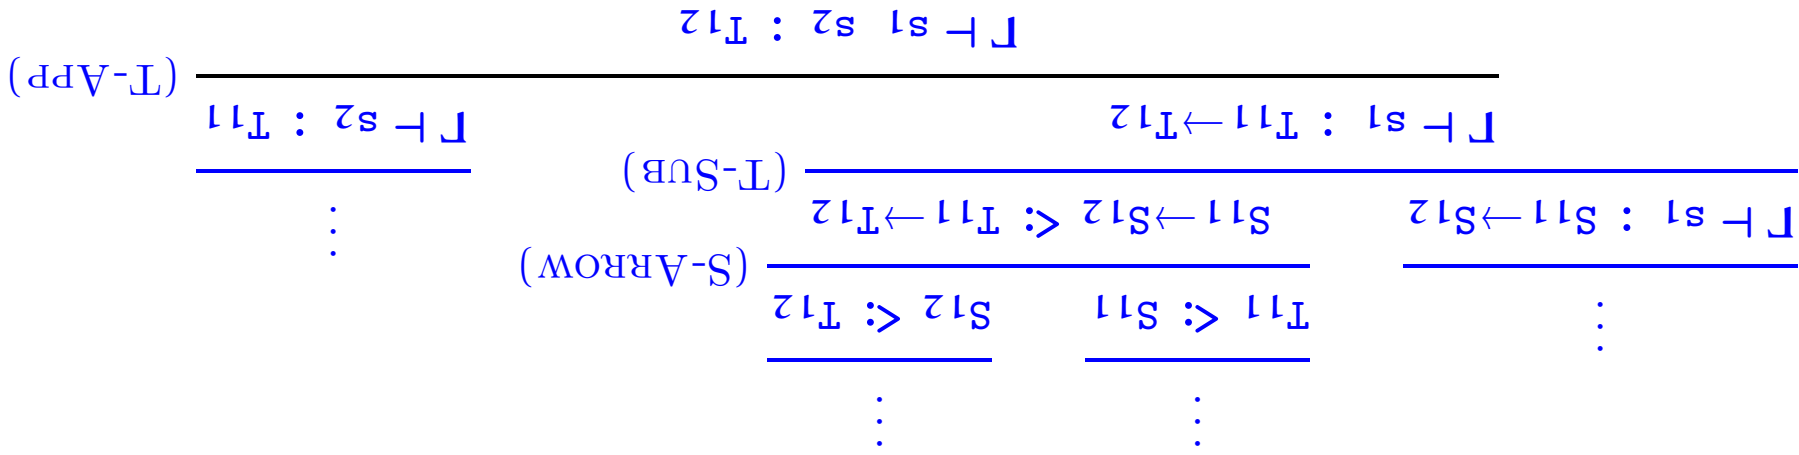 ⋮ ⋮
⋮ T₁₁ <: S₁₁ S₁₂ <: T₁₂
(S-Arrow)
Γ ⊢ s₁ : S₁₁→S₁₂ S₁₁→S₁₂ <: T₁₁→T₁₂ ⋮
(T-Sub)
Γ ⊢ s₁ : T₁₁→T₁₂ Γ ⊢ s₂ : T₁₁
(T-App)
Γ ⊢ s₁ s₂ : T₁₂